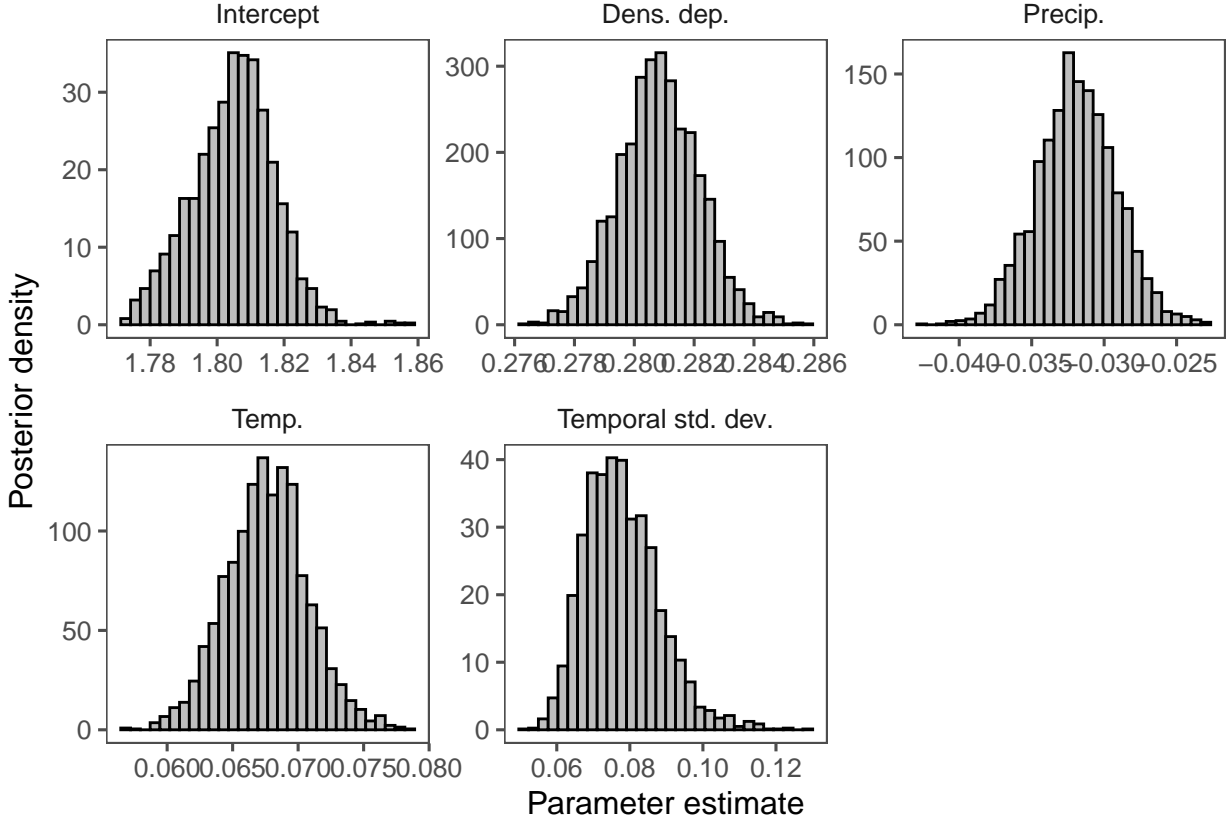 Intercept
Dens. dep.
Precip.
30
20
10
0
1.78 1.80 1.82 1.84 1.86
300
200
100
0
0.276 0.278 0.280 0.282 0.284 0.286
150
100
50
0
−0.040 −0.035 −0.030 −0.025
Posterior density
Temp.
Temporal std. dev.
100
50
0
0.060 0.065 0.070 0.075 0.080
40
30
20
10
0
0.06 0.08 0.10 0.12
Parameter estimate